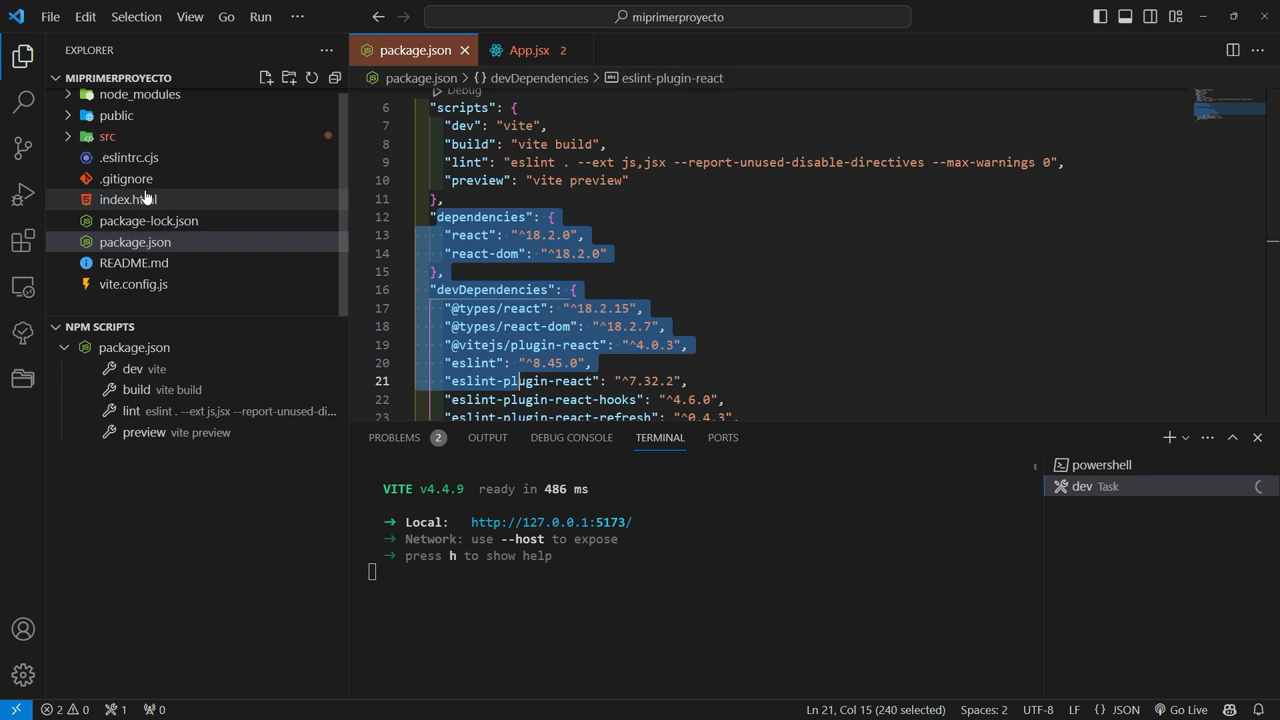 File Edit Selection View Go Run ···
miprimerproyecto
EXPLORER
MIPRIMERPROYECTO
node_modules
public
src
.eslintrc.cjs
.gitignore
index.html
package-lock.json
package.json
README.md
vite.config.js
NPM SCRIPTS
package.json
dev vite
build vite build
lint eslint . --ext js,jsx --report-unused-di...
preview vite preview
package.json App.jsx 2
package.json > {} devDependencies > eslint-plugin-react
Debug
6 "scripts": {
7 "dev": "vite",
8 "build": "vite build",
9 "lint": "eslint . --ext js,jsx --report-unused-disable-directives --max-warnings 0",
10 "preview": "vite preview"
11 },
12 "dependencies": {
13 "react": "^18.2.0",
14 "react-dom": "^18.2.0"
15 },
16 "devDependencies": {
17 "@types/react": "^18.2.15",
18 "@types/react-dom": "^18.2.7",
19 "@vitejs/plugin-react": "^4.0.3",
20 "eslint": "^8.45.0",
21 "eslint-plugin-react": "^7.32.2",
22 "eslint-plugin-react-hooks": "^4.6.0",
23 "eslint-plugin-react-refresh": "^0.4.3",
PROBLEMS 2 OUTPUT DEBUG CONSOLE TERMINAL PORTS
VITE v4.4.9 ready in 486 ms
➜ Local: http://127.0.0.1:5173/
➜ Network: use --host to expose
➜ press h to show help
powershell
dev Task
2 0 1 0 Ln 21, Col 15 (240 selected) Spaces: 2 UTF-8 LF {} JSON Go Live